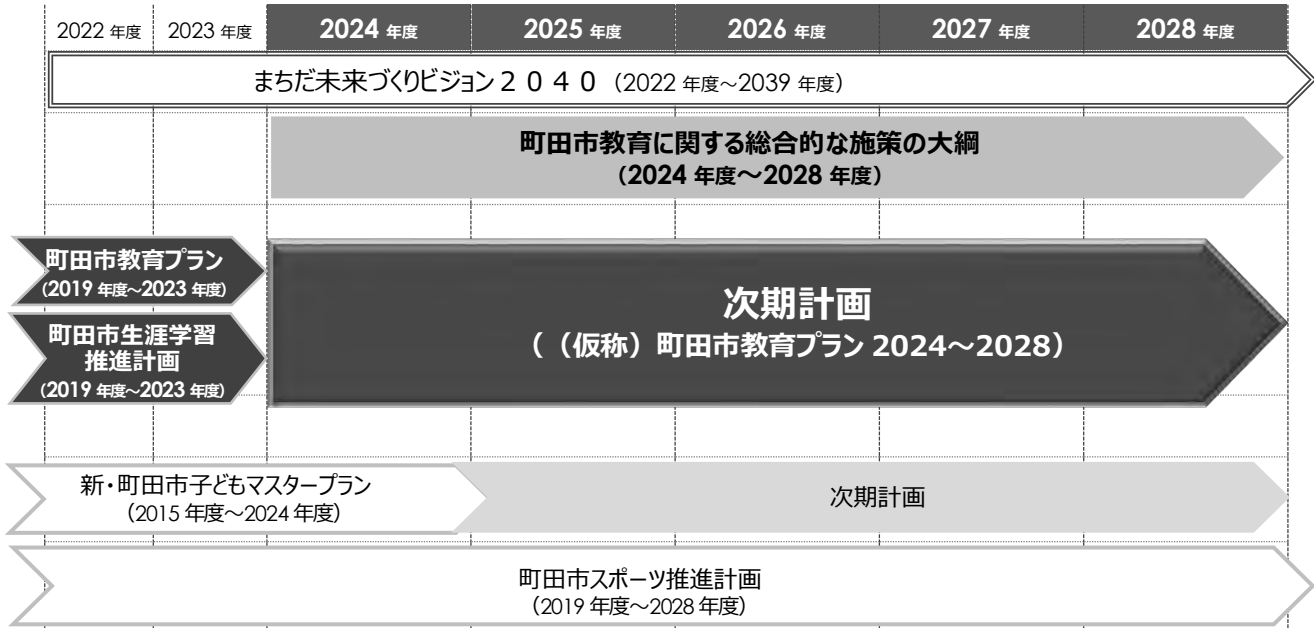 2022 年度 2023 年度 2024 年度 2025 年度 2026 年度 2027 年度 2028 年度
まちだ未来づくりビジョン２０４０（2022 年度～2039 年度）
町田市教育に関する総合的な施策の大綱
（2024 年度～2028 年度）
町田市教育プラン
（2019 年度～2023 年度）
町田市生涯学習
推進計画
（2019 年度～2023 年度）
次期計画
（（仮称）町田市教育プラン 2024～2028）
新・町田市子どもマスタープラン
（2015 年度～2024 年度）
次期計画
町田市スポーツ推進計画
（2019 年度～2028 年度）